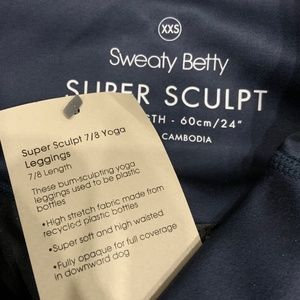 XXS
Sweaty Betty
SUPER SCULPT
- 60cm/24"
CAMBODIA
Super Sculpt 7/8 Yoga
Leggings
7/8 Length
These bum-sculpting yoga
leggings used to be plastic
bottles
•High stretch fabric made from
recycled plastic bottles
•Super soft and high waisted
•Fully opaque for full coverage
in downward dog